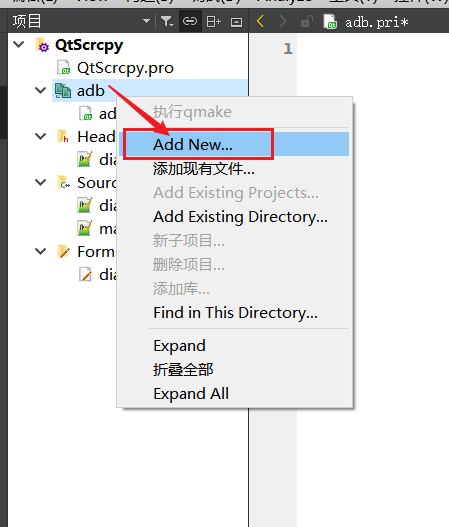 项目
adb.pri*
QtScrcpy
1
QtScrcpy.pro
adb
ad
执行qmake
Head
Add New...
dia
添加现有文件...
Sourc
Add Existing Projects...
dia
Add Existing Directory...
ma
新子项目...
Forms
删除项目...
dia
添加库...
Find in This Directory...
Expand
折叠全部
Expand All